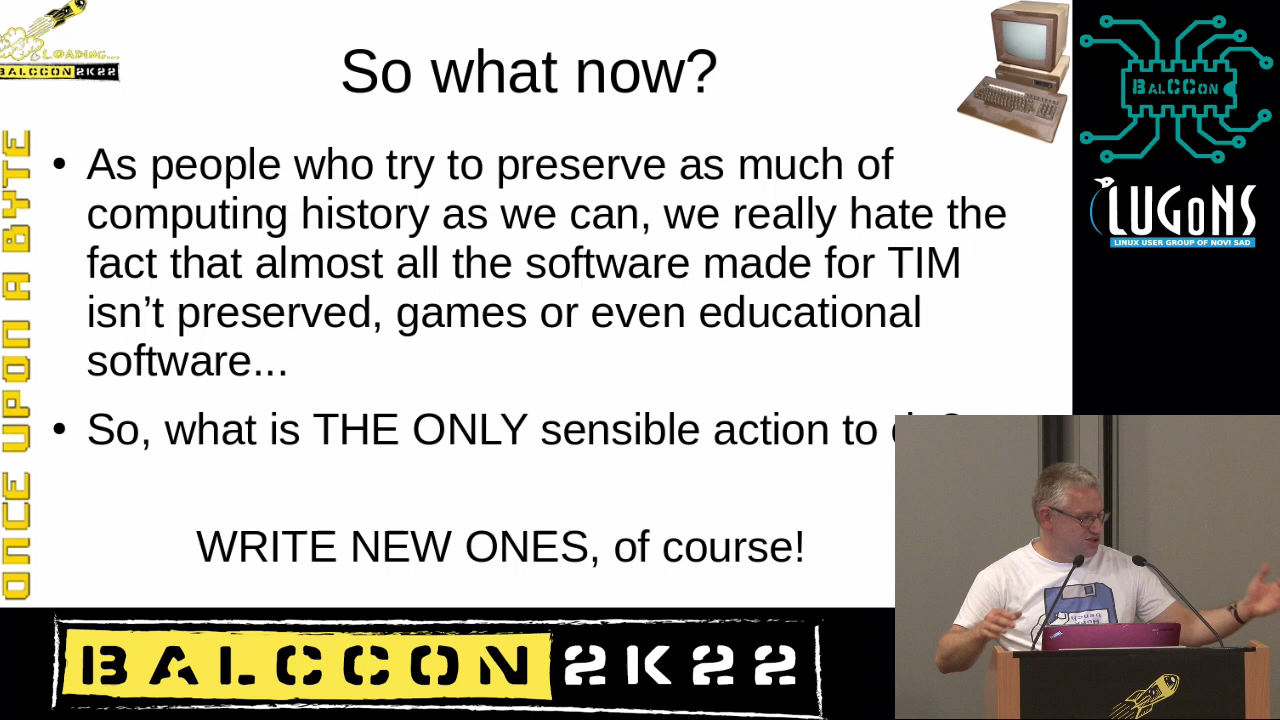 LOADING...
BALCCON2K22
So what now?
BALCCON
LUGONS
LINUX USER GROUP OF NOVI SAD
ONCE UPON A BYTE
• As people who try to preserve as much of
computing history as we can, we really hate the
fact that almost all the software made for TIM
isn’t preserved, games or even educational
software...
• So, what is THE ONLY sensible action to
WRITE NEW ONES, of course!
BALCCON 2K22